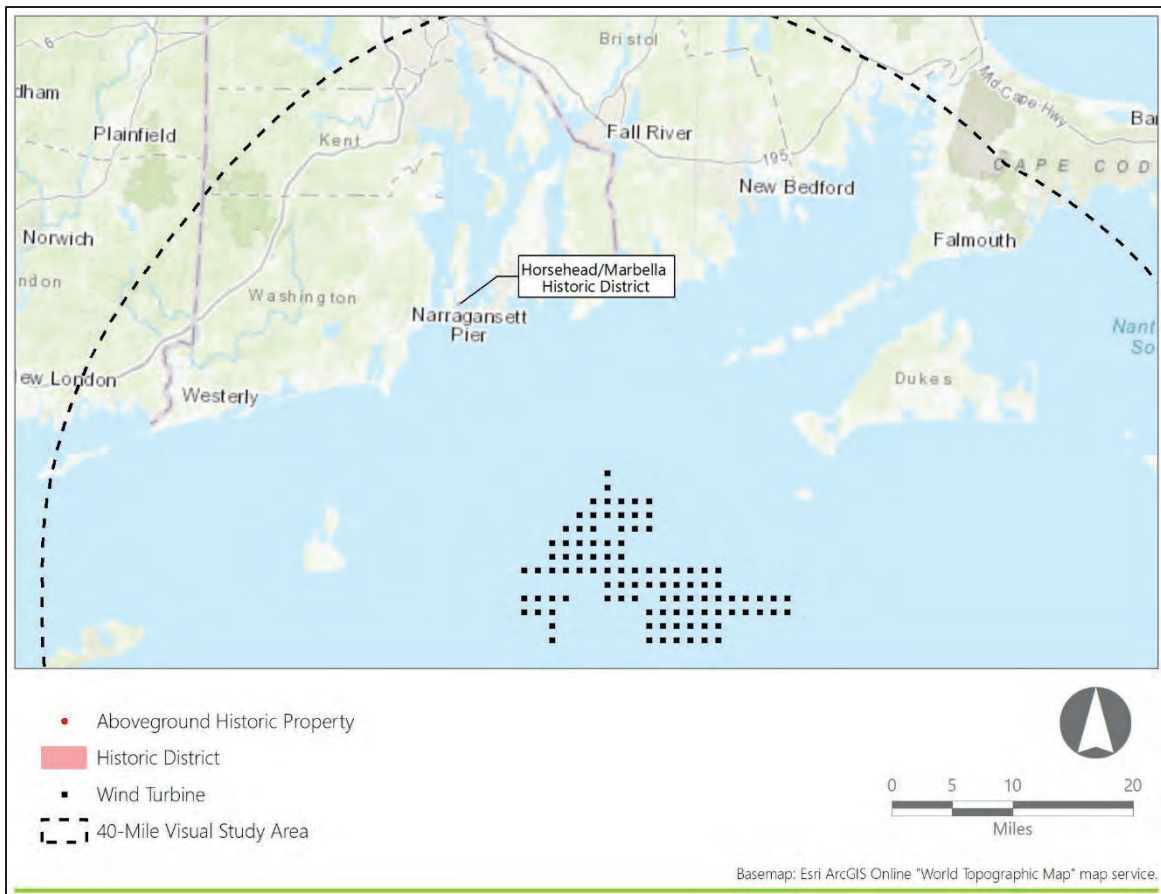 6
Bristol
dham
Mid-Cape-Hwy
Plainfield
Kent
Fall River
Ba
195
CAPE COD
New Bedford
Norwich
Falmouth
ndon
Horsehead/Marbella
Historic District
Washington
Narragansett
Pier
Nant
So
ew London
Dukes
Westerly
Aboveground Historic Property
Historic District
Wind Turbine
40-Mile Visual Study Area
0 5 10 20
Miles
Basemap: Esri ArcGIS Online "World Topographic Map" map service.